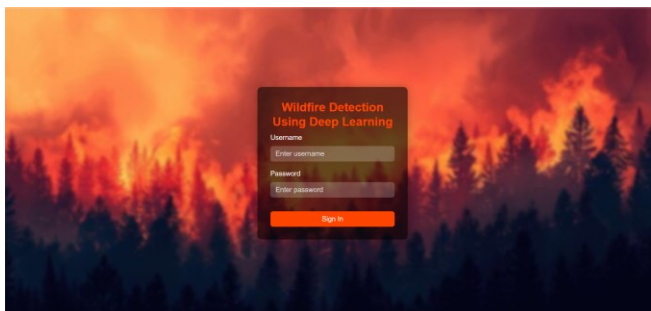 Wildfire Detection
Using Deep Learning
Username
Enter username
Password
Enter password
Sign In